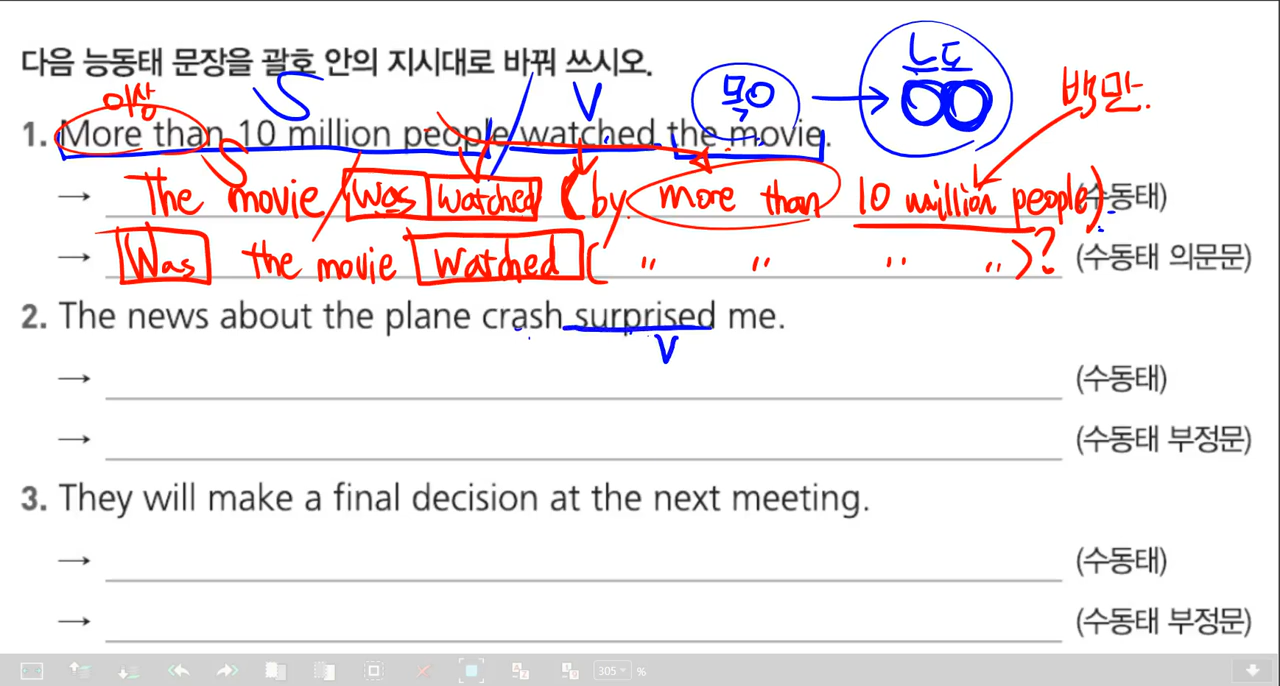 다음 능동태 문장을 괄호 안의 지시대로 바꿔 쓰시오.
이상 S V 목 노도 백만
1. More than 10 million people watched the movie.
S
→ The movie was watched (by more than 10 million people) (수동태)
→ Was the movie watched ( " " " " )? (수동태 의문문)
2. The news about the plane crash surprised me.
V
→ (수동태)
→ (수동태 부정문)
3. They will make a final decision at the next meeting.
→ (수동태)
→ (수동태 부정문)
305 %